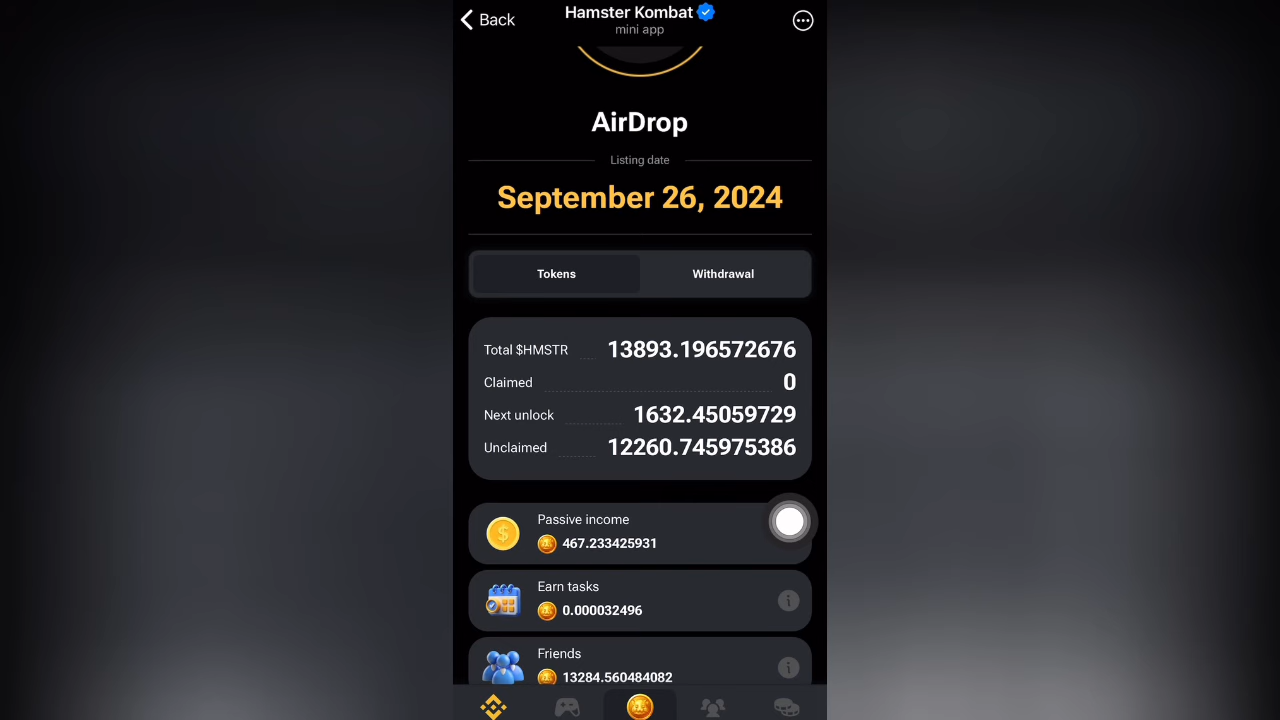 Back
Hamster Kombat
mini app
AirDrop
Listing date
September 26, 2024
Tokens
Withdrawal
Total $HMSTR 13893.196572676
Claimed 0
Next unlock 1632.45059729
Unclaimed 12260.745975386
Passive income
467.233425931
Earn tasks
0.000032496
Friends
13284.560484082